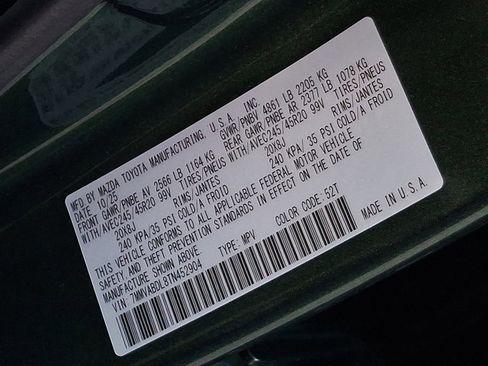 MFD BY MAZDA TOYOTA MANUFACTURING, U.S.A., INC.
DATE 10/25 GVWR/PNBV 4861 LB 2205 KG
FRONT GAWR/PNBE AV 2566 LB 1164 KG REAR GAWR/PNBE AR 2377 LB 1078 KG
WITH/AVEC245/45R20 99V TIRES/PNEUS WITH/AVEC245/45R20 99V TIRES/PNEUS
20X8J RIMS/JANTES 20X8J RIMS/JANTES
240 KPA/35 PSI COLD/A FROID 240 KPA/35 PSI COLD/A FROID
THIS VEHICLE CONFORMS TO ALL APPLICABLE FEDERAL MOTOR VEHICLE
SAFETY AND THEFT PREVENTION STANDARDS IN EFFECT ON THE DATE OF
MANUFACTURE SHOWN ABOVE.
VIN: 7MMVABDL8TN452904 TYPE: MPV COLOR CODE: 52T
MADE IN U.S.A.